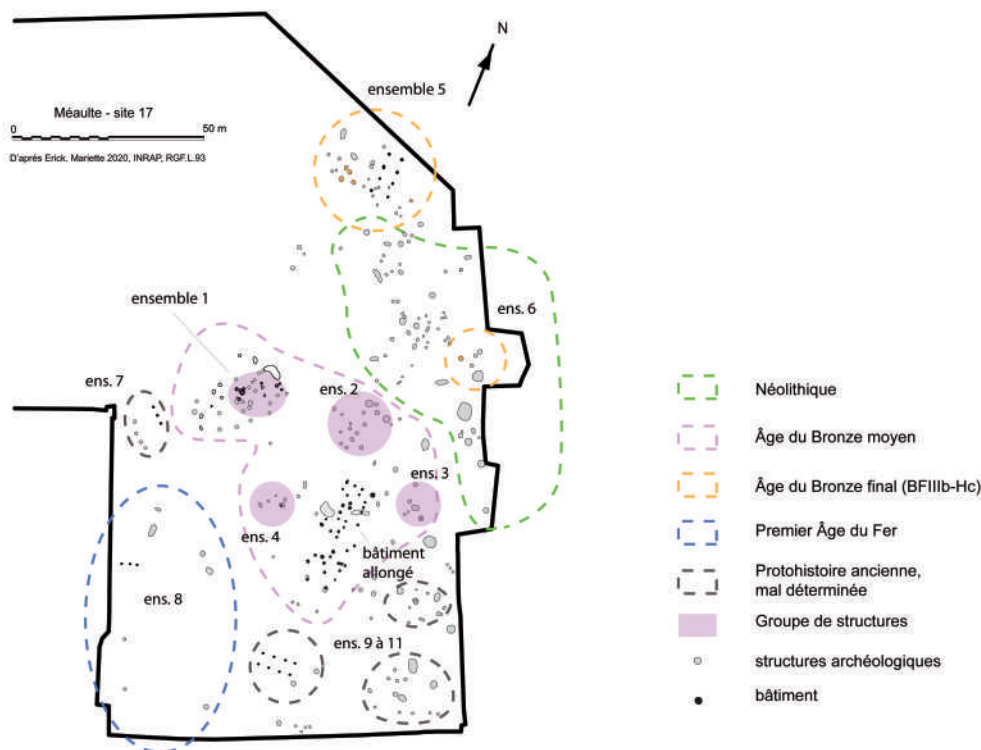 N
ensemble 5
Méaulte - site 17
0 50 m
D'aprés Erick. Mariette 2020, INRAP, RGF.L.93
ensemble 1
ens. 6
ens. 7
ens. 2
ens. 3
ens. 4
bâtiment
allongé
ens. 8
ens. 9 à 11
Néolithique
Âge du Bronze moyen
Âge du Bronze final (BFIIIb-Hc)
Premier Âge du Fer
Protohistoire ancienne,
mal déterminée
Groupe de structures
structures archéologiques
bâtiment